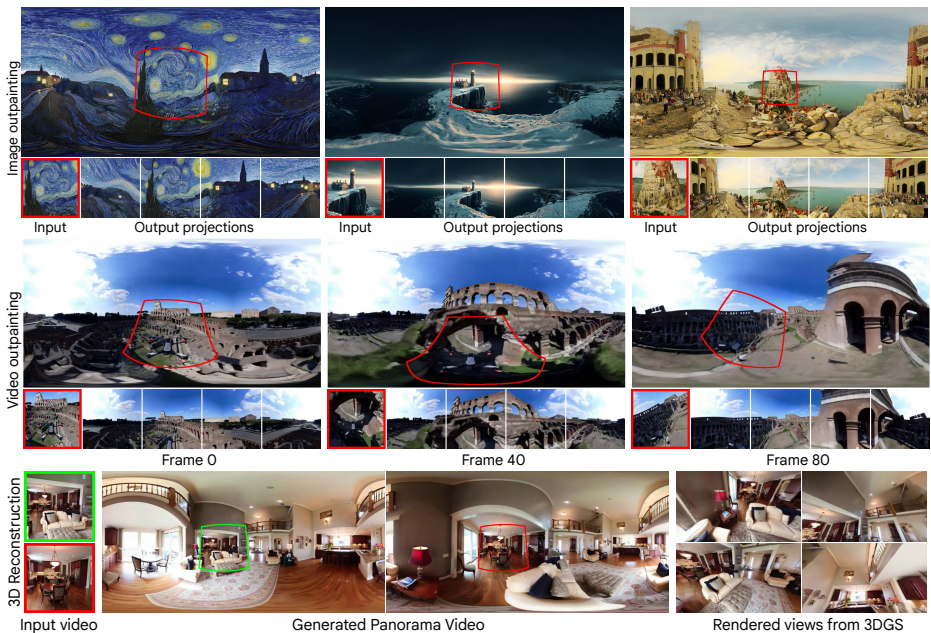 Image outpainting
Input
Output projections
Input
Output projections
Input
Output projections
Video outpainting
Frame 0
Frame 40
Frame 80
3D Reconstruction
Input video
Generated Panorama Video
Rendered views from 3DGS